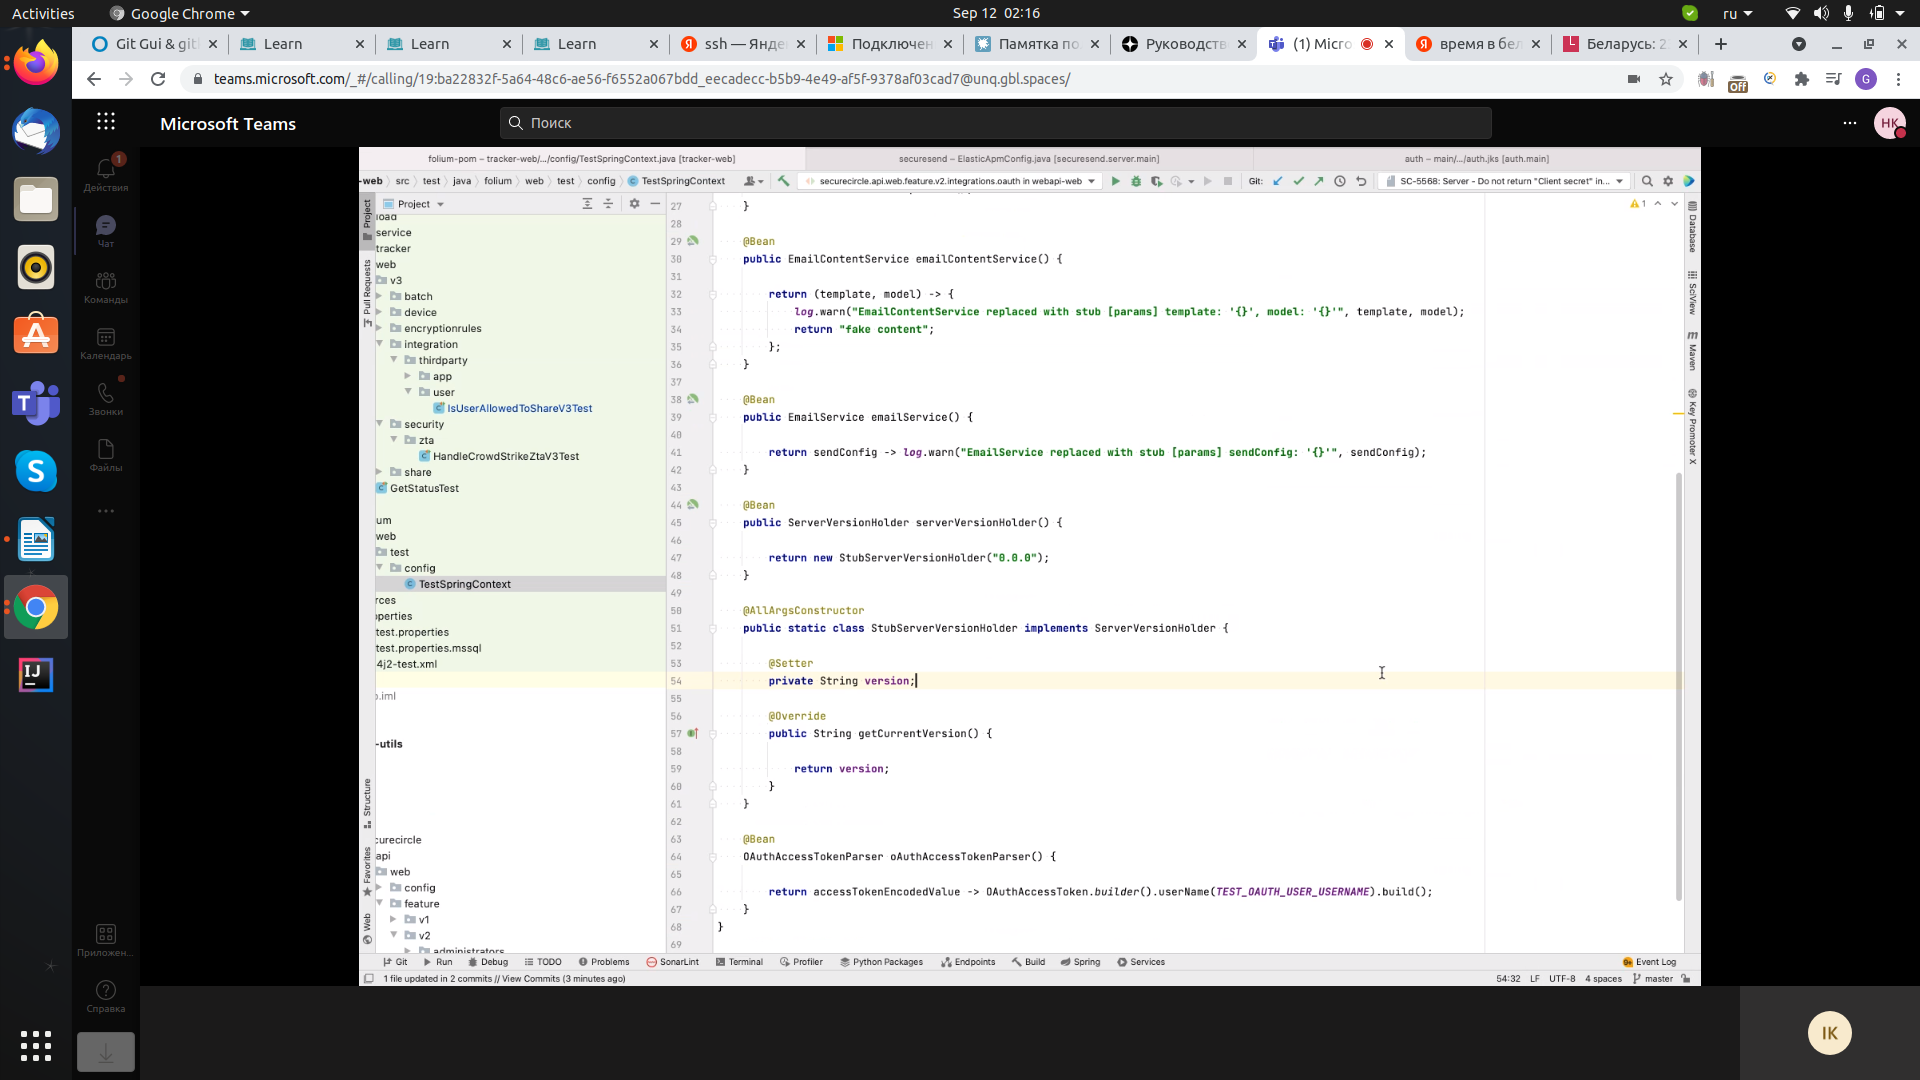 Activities
Google Chrome
Sep 12 02:16
ru
Git Gui & git
Learn
Learn
Learn
ssh — Янде
Подключен
Памятка по
Руководств
(1) Micro
время в бел
Беларусь: 2
teams.microsoft.com/_#/calling/19:ba22832f-5a64-48c6-ae56-f6552a067bdd_eecadecc-b5b9-4e49-af5f-9378af03cad7@unq.gbl.spaces/
Off
G
Microsoft Teams
Поиск
HK
1
Действия
Чат
Команды
Календарь
Звонки
Файлы
Приложен...
Справка
folium-pom – tracker-web/.../config/TestSpringContext.java [tracker-web]
securesend – ElasticApmConfig.java [securesend.server.main]
auth – main/.../auth.jks [auth.main]
-web
src
test
java
folium
web
test
config
TestSpringContext
securecircle.api.web.feature.v2.integrations.oauth in webapi-web
Git:
SC-5568: Server - Do not return "Client secret" in...
Project
Project
Pull Requests
Structure
Favorites
Web
load
service
tracker
web
v3
batch
device
encryptionrules
integration
thirdparty
app
user
IsUserAllowedToShareV3Test
security
zta
HandleCrowdStrikeZtaV3Test
share
GetStatusTest
um
web
test
config
TestSpringContext
rces
operties
test.properties
test.properties.mssql
4j2-test.xml
.iml
-utils
curecircle
api
web
config
feature
v1
v2
administrators
1
27 }
28
29 @Bean
30 public EmailContentService emailContentService() {
31
32 return (template, model) -> {
33 log.warn("EmailContentService replaced with stub [params] template: '{}', model: '{}'", template, model);
34 return "fake content";
35 };
36 }
37
38 @Bean
39 public EmailService emailService() {
40
41 return sendConfig -> log.warn("EmailService replaced with stub [params] sendConfig: '{}'", sendConfig);
42 }
43
44 @Bean
45 public ServerVersionHolder serverVersionHolder() {
46
47 return new StubServerVersionHolder("0.0.0");
48 }
49
50 @AllArgsConstructor
51 public static class StubServerVersionHolder implements ServerVersionHolder {
52
53 @Setter
54 private String version;
55
56 @Override
57 public String getCurrentVersion() {
58
59 return version;
60 }
61 }
62
63 @Bean
64 OAuthAccessTokenParser oAuthAccessTokenParser() {
65
66 return accessTokenEncodedValue -> OAuthAccessToken.builder().userName(TEST_OAUTH_USER_USERNAME).build();
67 }
68 }
69
Database
SciView
Maven
Key Promoter X
Git
Run
Debug
TODO
Problems
SonarLint
Terminal
Profiler
Python Packages
Endpoints
Build
Spring
Services
Event Log
1 file updated in 2 commits // View Commits (3 minutes ago)
54:32
LF
UTF-8
4 spaces
master
IK